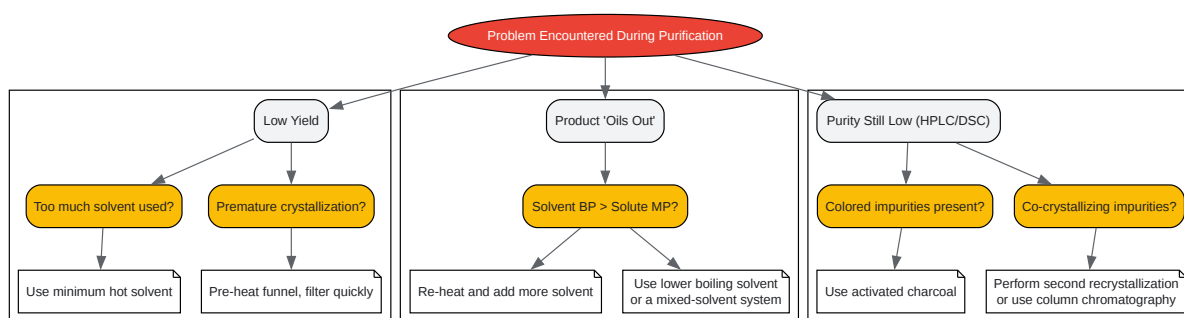 Problem Encountered During Purification
Low Yield
Product 'Oils Out'
Purity Still Low (HPLC/DSC)
Too much solvent used?
Premature crystallization?
Solvent BP > Solute MP?
Colored impurities present?
Co-crystallizing impurities?
Use minimum hot solvent
Pre-heat funnel, filter quickly
Re-heat and add more solvent
Use lower boiling solvent
or a mixed-solvent system
Use activated charcoal
Perform second recrystallization
or use column chromatography